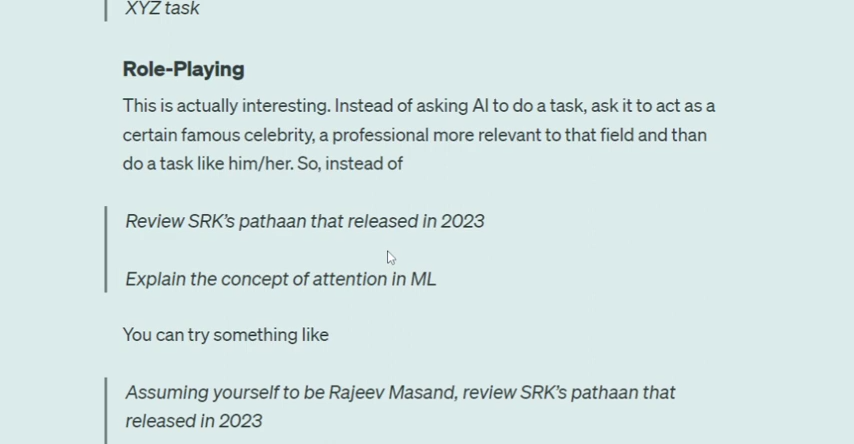 XYZ task
Role-Playing
This is actually interesting. Instead of asking AI to do a task, ask it to act as a
certain famous celebrity, a professional more relevant to that field and than
do a task like him/her. So, instead of
Review SRK's pathaan that released in 2023
Explain the concept of attention in ML
You can try something like
Assuming yourself to be Rajeev Masand, review SRK's pathaan that
released in 2023